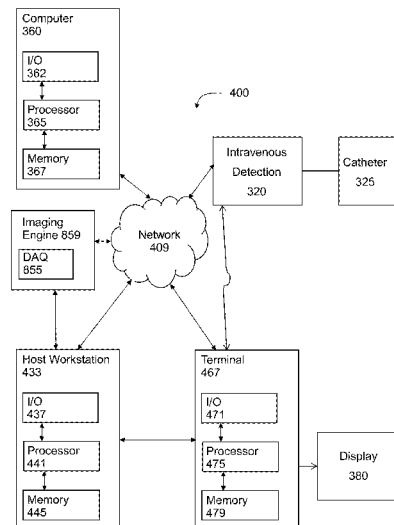 Computer
360
I/O
362
Processor
365
Memory
367
400
Intravenous
Detection
320
Catheter
325
Imaging
Engine 859
DAQ
855
Network
409
Host Workstation
433
I/O
437
Processor
441
Memory
445
Terminal
467
I/O
471
Processor
475
Memory
479
Display
380